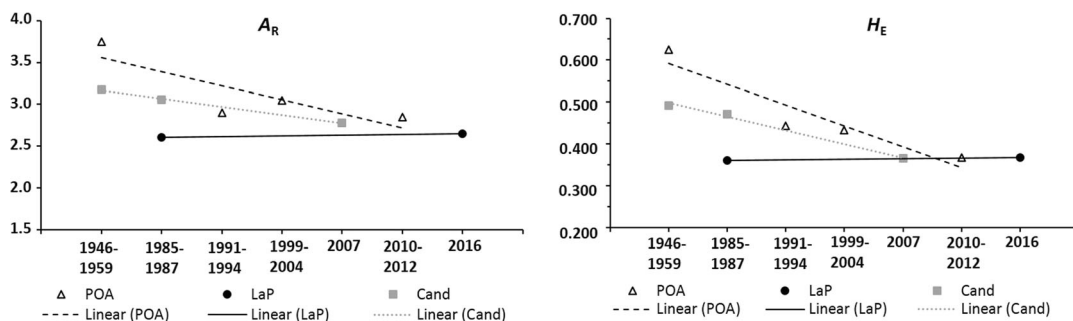 A_R
4.0
3.5
3.0
2.5
2.0
1.5
1946-1959
1985-1987
1991-1994
1999-2004
2007
2010-2012
2016
POA
LaP
Cand
Linear (POA)
Linear (LaP)
Linear (Cand)
H_E
0.700
0.600
0.500
0.400
0.300
0.200
1946-1959
1985-1987
1991-1994
1999-2004
2007
2010-2012
2016
POA
LaP
Cand
Linear (POA)
Linear (LaP)
Linear (Cand)